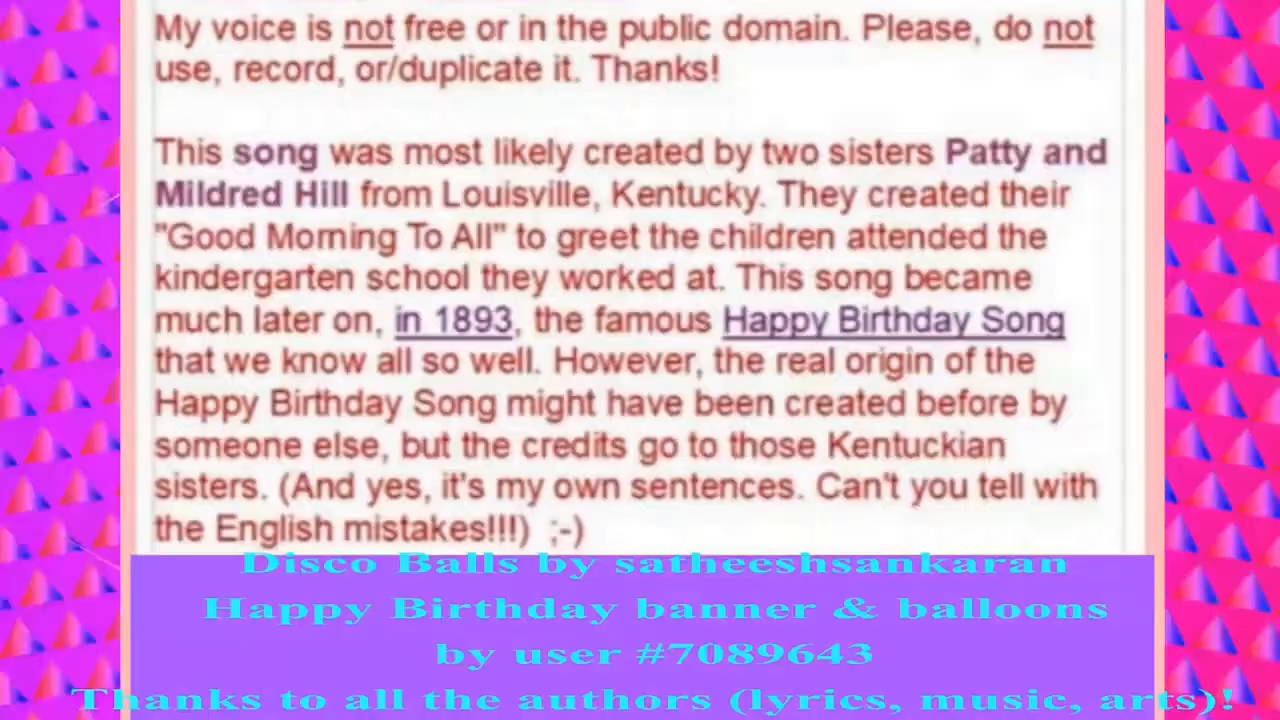 My voice is not free or in the public domain. Please, do not
use, record, or/duplicate it. Thanks!
This song was most likely created by two sisters Patty and
Mildred Hill from Louisville, Kentucky. They created their
"Good Morning To All" to greet the children attended the
kindergarten school they worked at. This song became
much later on, in 1893, the famous Happy Birthday Song
that we know all so well. However, the real origin of the
Happy Birthday Song might have been created before by
someone else, but the credits go to those Kentuckian
sisters. (And yes, it's my own sentences. Can't you tell with
the English mistakes!!!) ;-)
Disco Balls by satheeshsankaran
Happy Birthday banner & balloons
by user #7089643
Thanks to all the authors (lyrics, music, arts)!